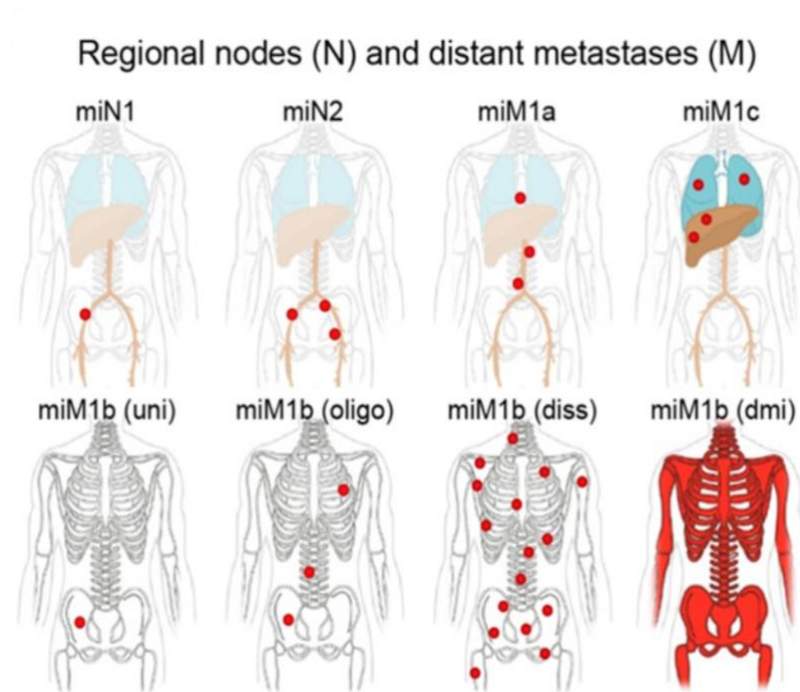 Regional nodes (N) and distant metastases (M)
miN1 miN2 miM1a miM1c
miM1b (uni) miM1b (oligo) miM1b (diss) miM1b (dmi)